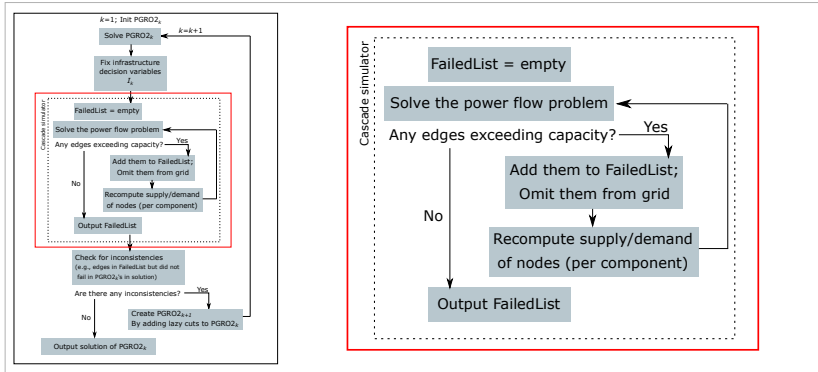 k=1; Init PGRO2k
k=k+1
Solve PGRO2k
Fix infrastructure
decision variables
Ik
Cascade simulator
FailedList = empty
Solve the power flow problem
Any edges exceeding capacity?
Yes
Add them to FailedList;
Omit them from grid
No
Recompute supply/demand
of nodes (per component)
Output FailedList
Check for inconsistencies
(e.g., edges in FailedList but did not
fail in PGRO2k's in solution)
Are there any inconsistencies?
Yes
No
Create PGRO2k+1
By adding lazy cuts to PGRO2k
Output solution of PGRO2k
Cascade simulator
FailedList = empty
Solve the power flow problem
Any edges exceeding capacity?
Yes
Add them to FailedList;
Omit them from grid
No
Recompute supply/demand
of nodes (per component)
Output FailedList